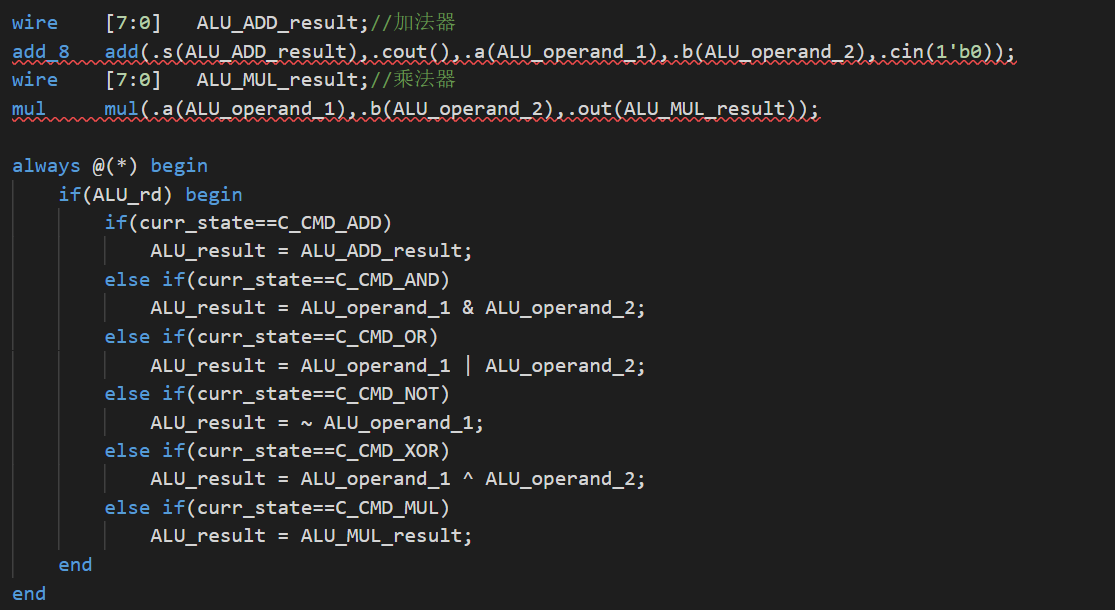 wire    [7:0]   ALU_ADD_result;//加法器
add_8   add(.s(ALU_ADD_result),.cout(),.a(ALU_operand_1),.b(ALU_operand_2),.cin(1'b0));
wire    [7:0]   ALU_MUL_result;//乘法器
mul     mul(.a(ALU_operand_1),.b(ALU_operand_2),.out(ALU_MUL_result));

always @(*) begin
    if(ALU_rd) begin
        if(curr_state==C_CMD_ADD)
            ALU_result = ALU_ADD_result;
        else if(curr_state==C_CMD_AND)
            ALU_result = ALU_operand_1 & ALU_operand_2;
        else if(curr_state==C_CMD_OR)
            ALU_result = ALU_operand_1 | ALU_operand_2;
        else if(curr_state==C_CMD_NOT)
            ALU_result = ~ ALU_operand_1;
        else if(curr_state==C_CMD_XOR)
            ALU_result = ALU_operand_1 ^ ALU_operand_2;
        else if(curr_state==C_CMD_MUL)
            ALU_result = ALU_MUL_result;
    end
end